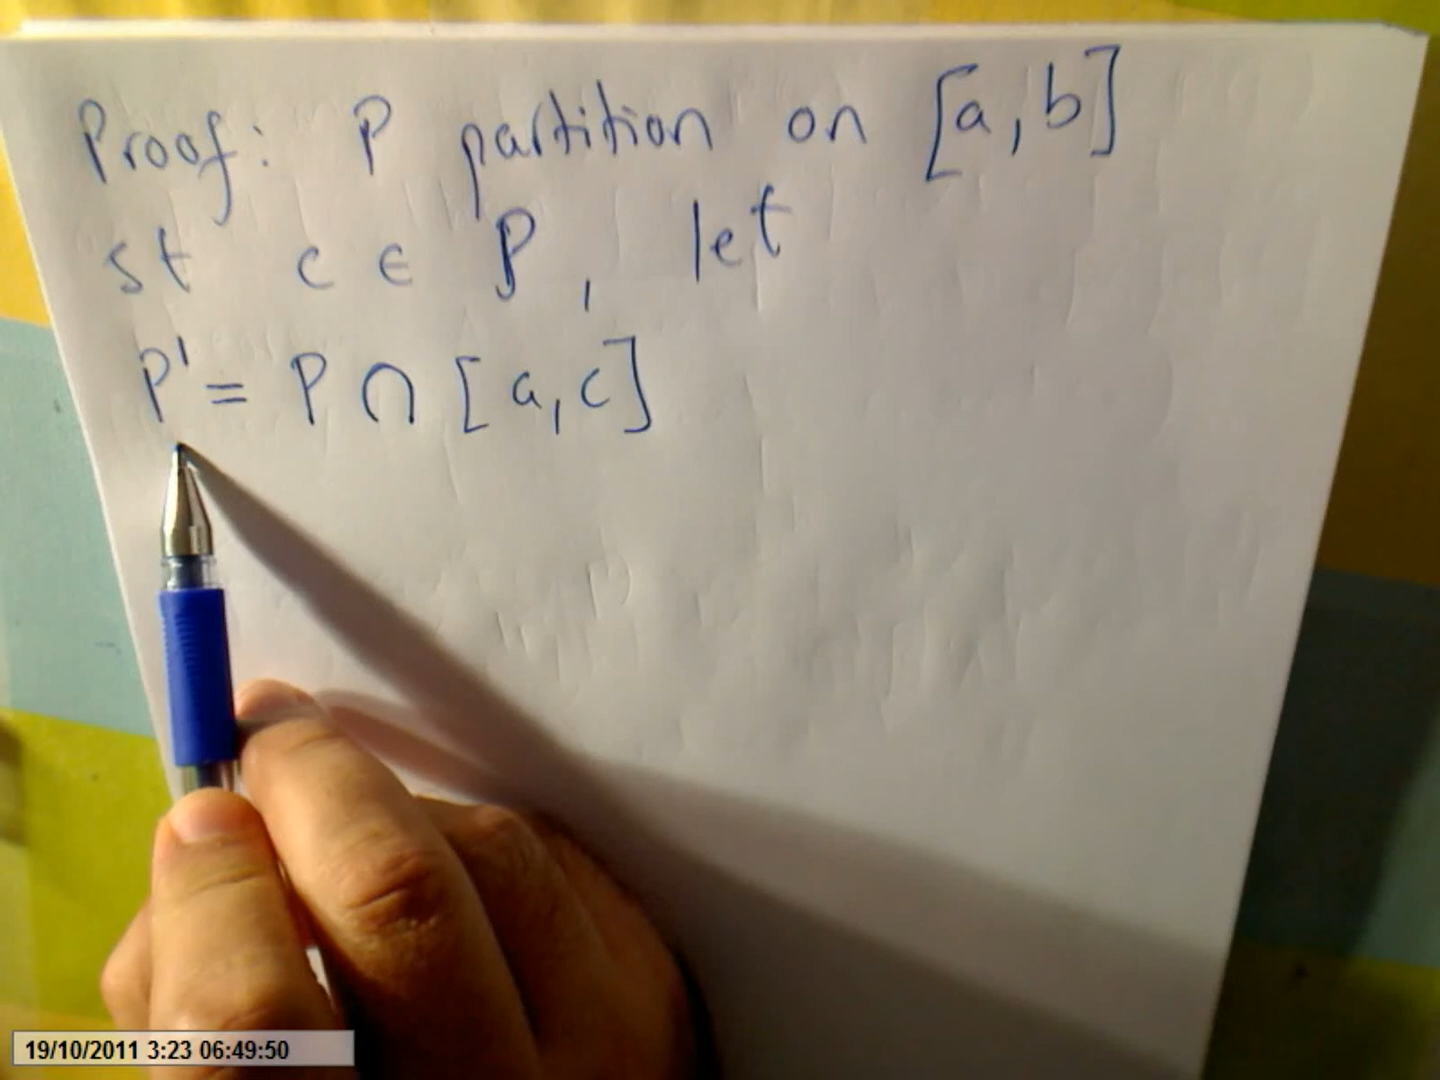 Proof: P partition on [a,b]
st c ∈ P, let
P' = P ∩ [a,c]
19/10/2011 3:23 06:49:50